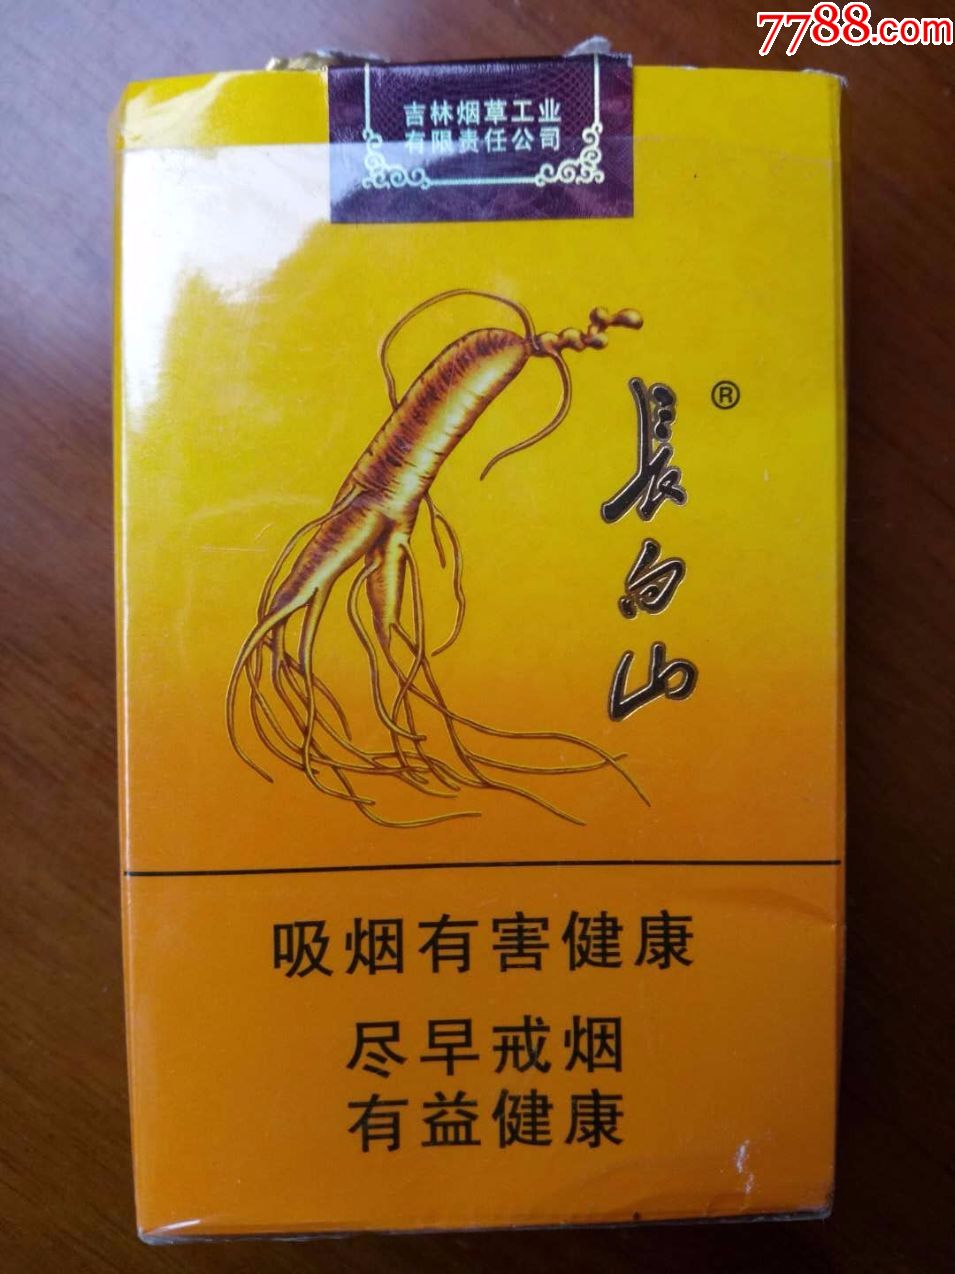 7788.com
吉林烟草工业
有限责任公司
長白山
®
吸烟有害健康
尽早戒烟
有益健康